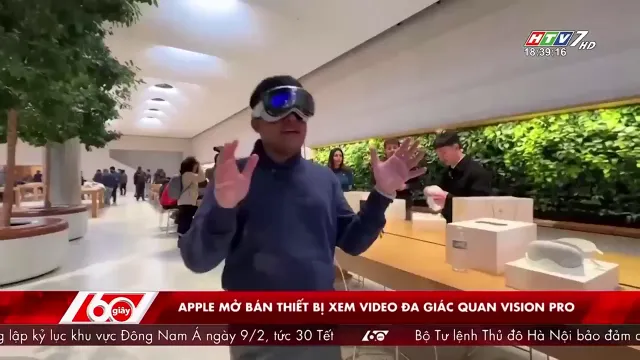 HTV7 HD
18:39:16
60 giây
APPLE MỞ BÁN THIẾT BỊ XEM VIDEO ĐA GIÁC QUAN VISION PRO
g lập kỷ lục khu vực Đông Nam Á ngày 9/2, tức 30 Tết 60 Bộ Tư lệnh Thủ đô Hà Nội bảo đảm